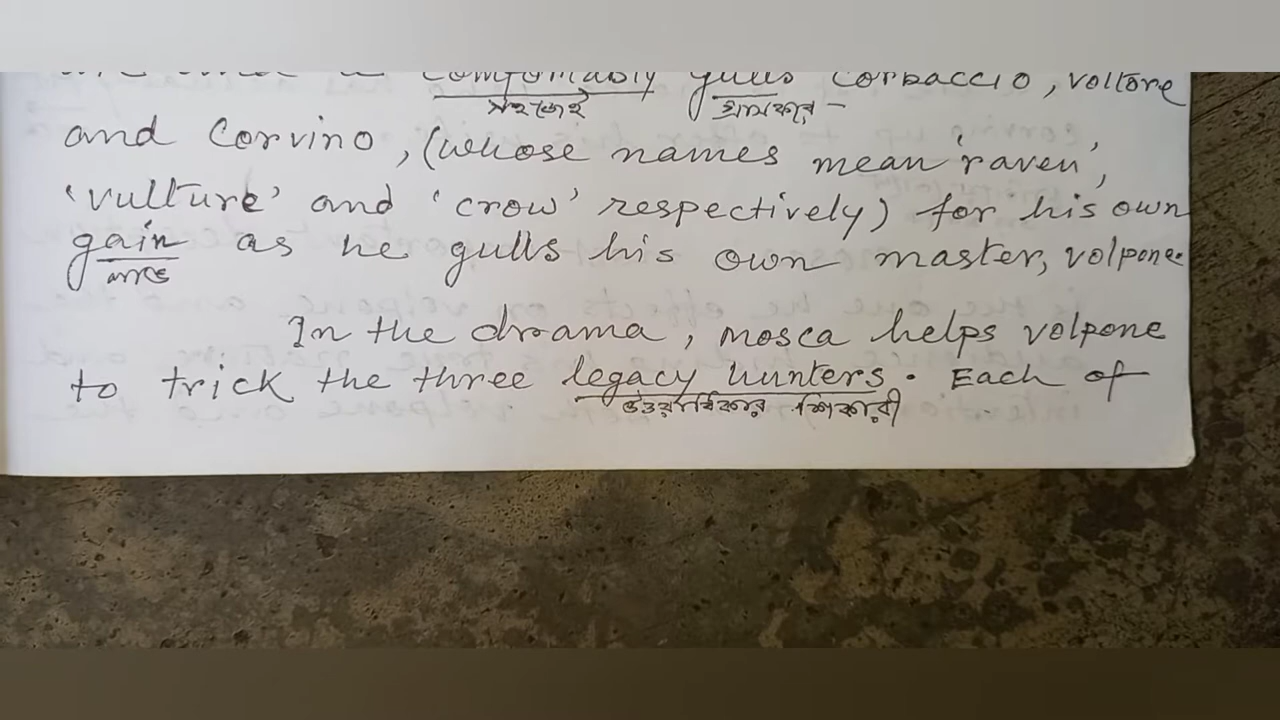 comfortably gulls Corbaccio, voltore
সহজেই
and Corvino, (whose names mean 'raven',
'vulture' and 'crow' respectively) for his own
gain as he gulls his own master, volpone.
লাভ
In the drama, mosca helps volpone
to trick the three legacy hunters. Each of
উত্তরাধিকার শিকারী